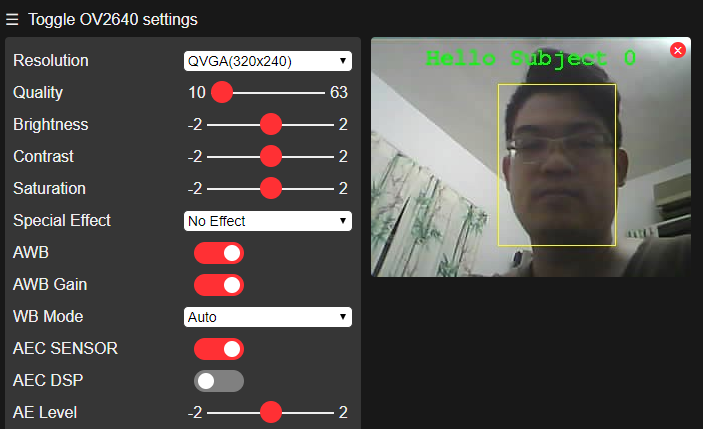 ☰ Toggle OV2640 settings
Resolution QVGA(320x240)
Quality 10 63
Brightness -2 2
Contrast -2 2
Saturation -2 2
Special Effect No Effect
AWB
AWB Gain
WB Mode Auto
AEC SENSOR
AEC DSP
AE Level -2 2
Hello Subject 0